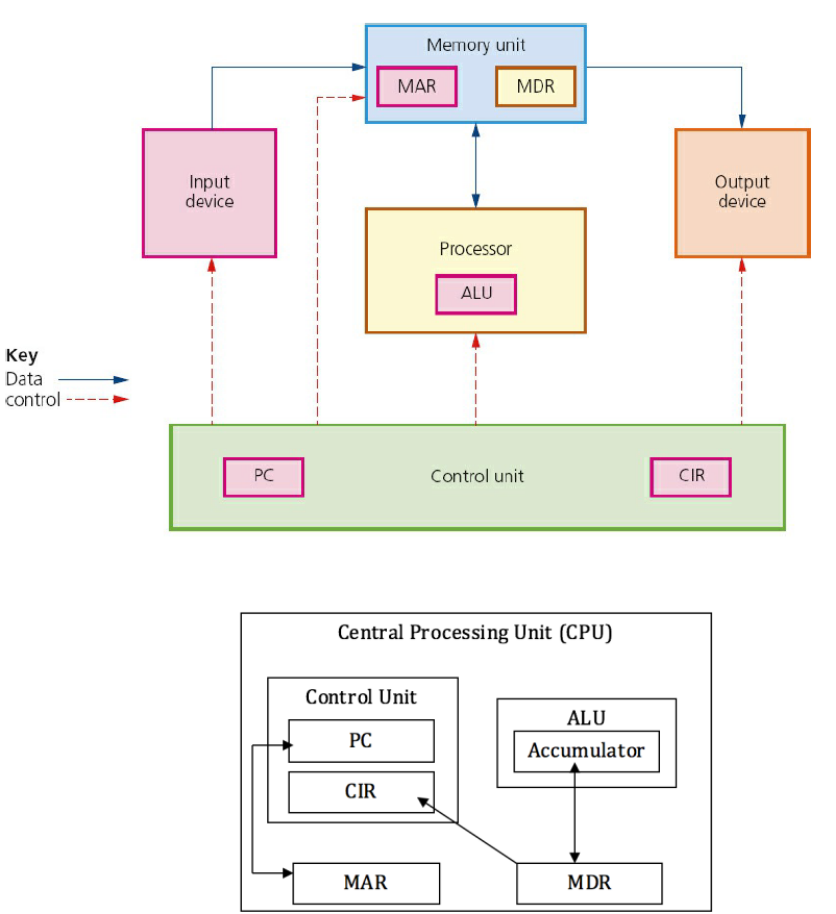 Memory unit
MAR
MDR
Input
device
Output
device
Processor
ALU
Key
Data
control
PC
Control unit
CIR
Central Processing Unit (CPU)
Control Unit
PC
CIR
ALU
Accumulator
MAR
MDR